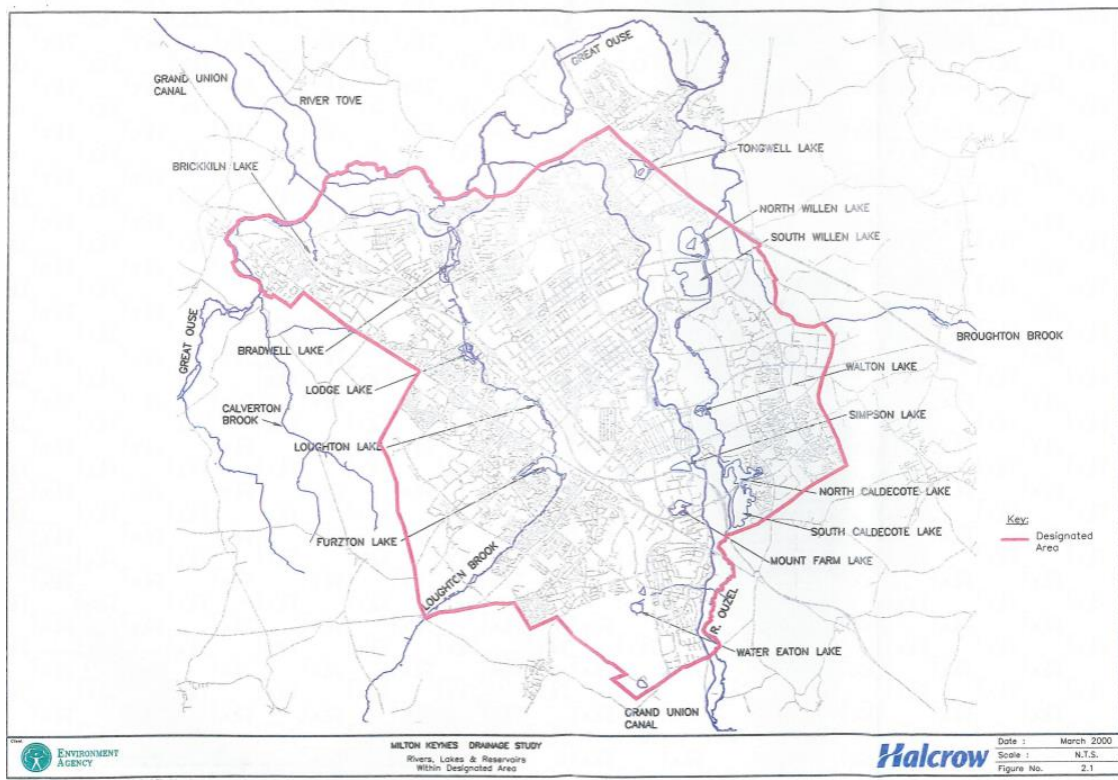 GREAT OUSE
GRAND UNION
CANAL
RIVER TOVE
TONGWELL LAKE
BRICKKILN LAKE
NORTH WILLEN LAKE
SOUTH WILLEN LAKE
GREAT OUSE
BROUGHTON BROOK
BRADWELL LAKE
WALTON LAKE
LODGE LAKE
SIMPSON LAKE
CALVERTON
BROOK
LOUGHTON LAKE
NORTH CALDECOTE LAKE
Key:
Designated
Area
SOUTH CALDECOTE LAKE
FURZTON LAKE
MOUNT FARM LAKE
LOUGHTON BROOK
R. OUZEL
WATER EATON LAKE
GRAND UNION
CANAL
Client
ENVIRONMENT
AGENCY
MILTON KEYNES DRAINAGE STUDY
Rivers, Lakes & Reservoirs
Within Designated Area
Halcrow
Date : March 2000
Scale : N.T.S.
Figure No. 2.1